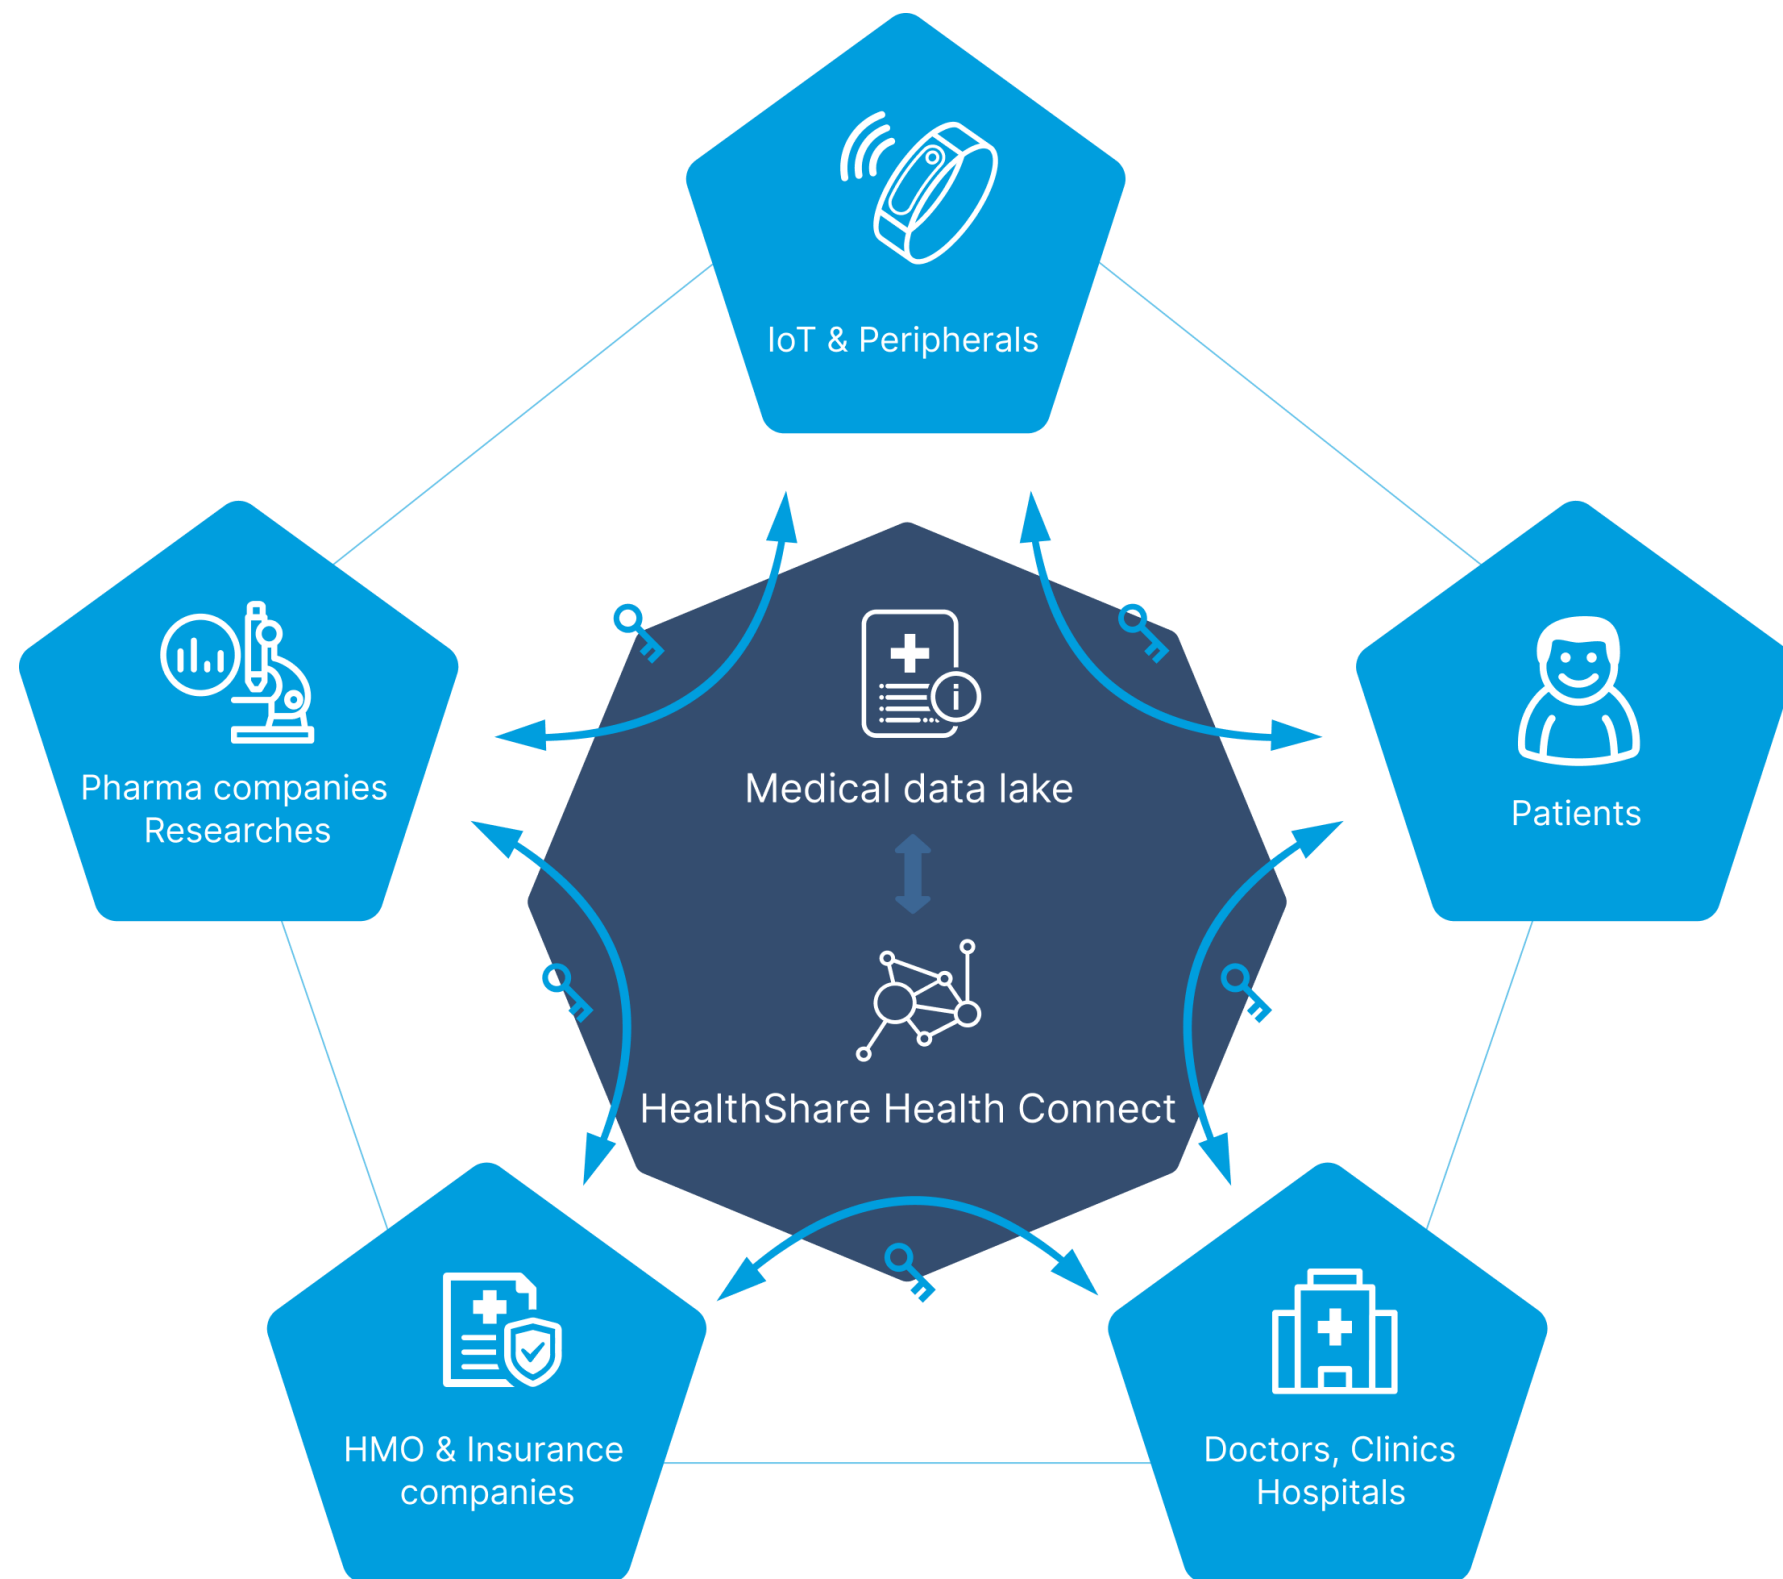 IoT & Peripherals
Pharma companies
Researches
Patients
Medical data lake
HealthShare Health Connect
HMO & Insurance
companies
Doctors, Clinics
Hospitals